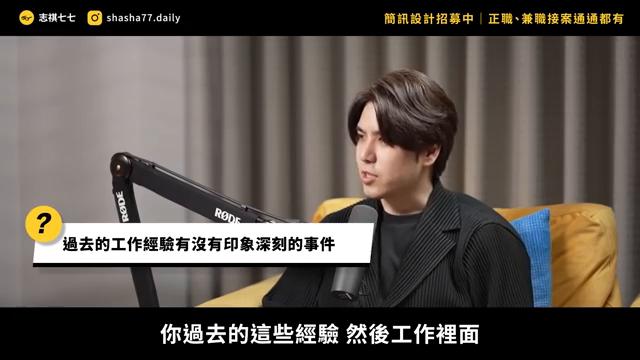 志祺七七
shasha77.daily
簡訊設計招募中｜正職、兼職接案通通都有
RØDE
RØDE
?
過去的工作經驗有沒有印象深刻的事件
你過去的這些經驗 然後工作裡面